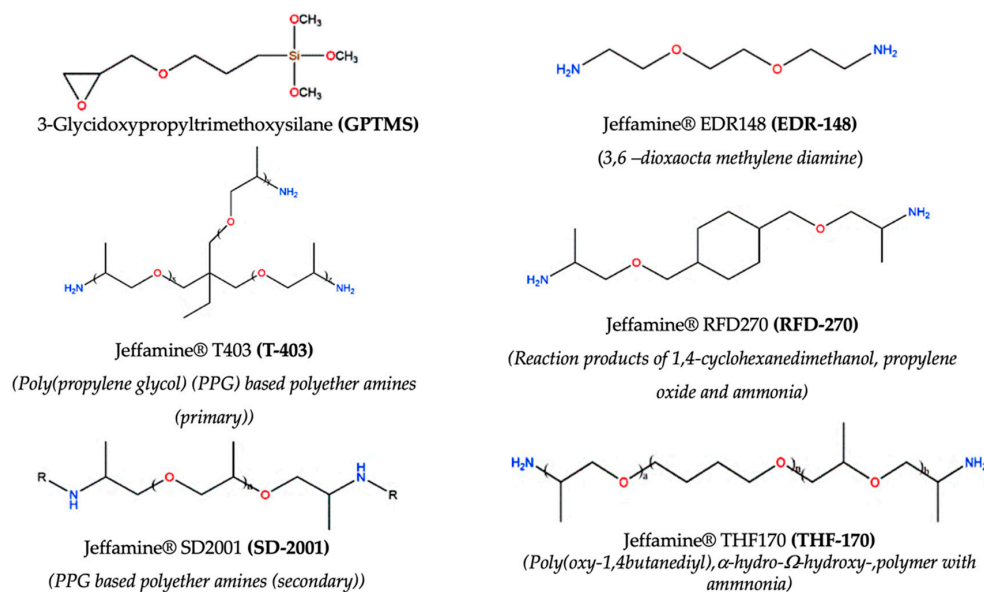 OCH₃
Si
OCH₃
O
OCH₃
O
3-Glycidoxypropyltrimethoxysilane (GPTMS)
O
NH₂
H₂N
O
Jeffamine® EDR148 (EDR-148)
(3,6 –dioxaocta methylene diamine)
NH₂
O
H₂N
O
O
NH₂
Jeffamine® T403 (T-403)
(Poly(propylene glycol) (PPG) based polyether amines
(primary))
NH₂
O
O
H₂N
Jeffamine® RFD270 (RFD-270)
(Reaction products of 1,4-cyclohexanedimethanol, propylene
oxide and ammonia)
R
N
H
O
n
O
H
N
R
Jeffamine® SD2001 (SD-2001)
(PPG based polyether amines (secondary))
H₂N
O
a
O
n
O
b
NH₂
Jeffamine® THF170 (THF-170)
(Poly(oxy-1,4butanediyl),α-hydro-Ω-hydroxy-,polymer with
ammnonia)